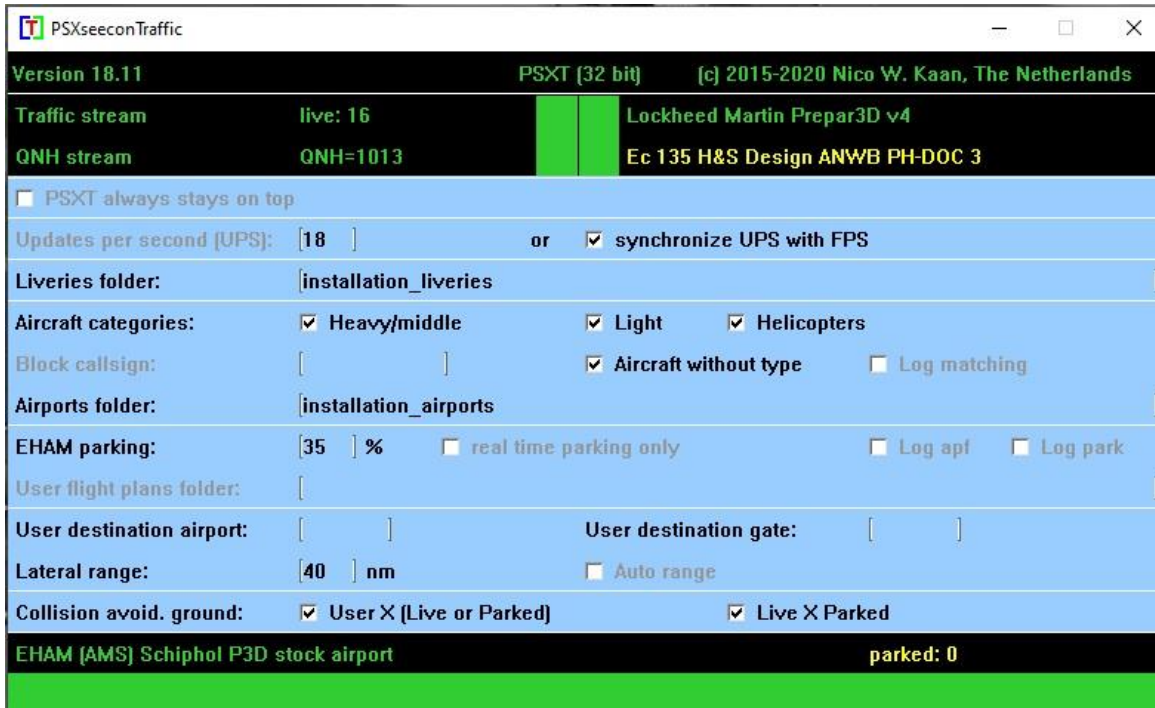 PSXseeconTraffic
Version 18.11 PSXT (32 bit) (c) 2015-2020 Nico W. Kaan, The Netherlands
Traffic stream live: 16 Lockheed Martin Prepar3D v4
QNH stream QNH=1013 Ec 135 H&S Design ANWB PH-DOC 3
PSXT always stays on top
Updates per second (UPS): [18 ] or synchronize UPS with FPS
Liveries folder: [installation_liveries
Aircraft categories: Heavy/middle Light Helicopters
Block callsign: [ ] Aircraft without type Log matching
Airports folder: [installation_airports
EHAM parking: [35 ] % real time parking only Log apf Log park
User flight plans folder: [
User destination airport: [ ] User destination gate: [ ]
Lateral range: [40 ] nm Auto range
Collision avoid. ground: User X (Live or Parked) Live X Parked
EHAM (AMS) Schiphol P3D stock airport parked: 0